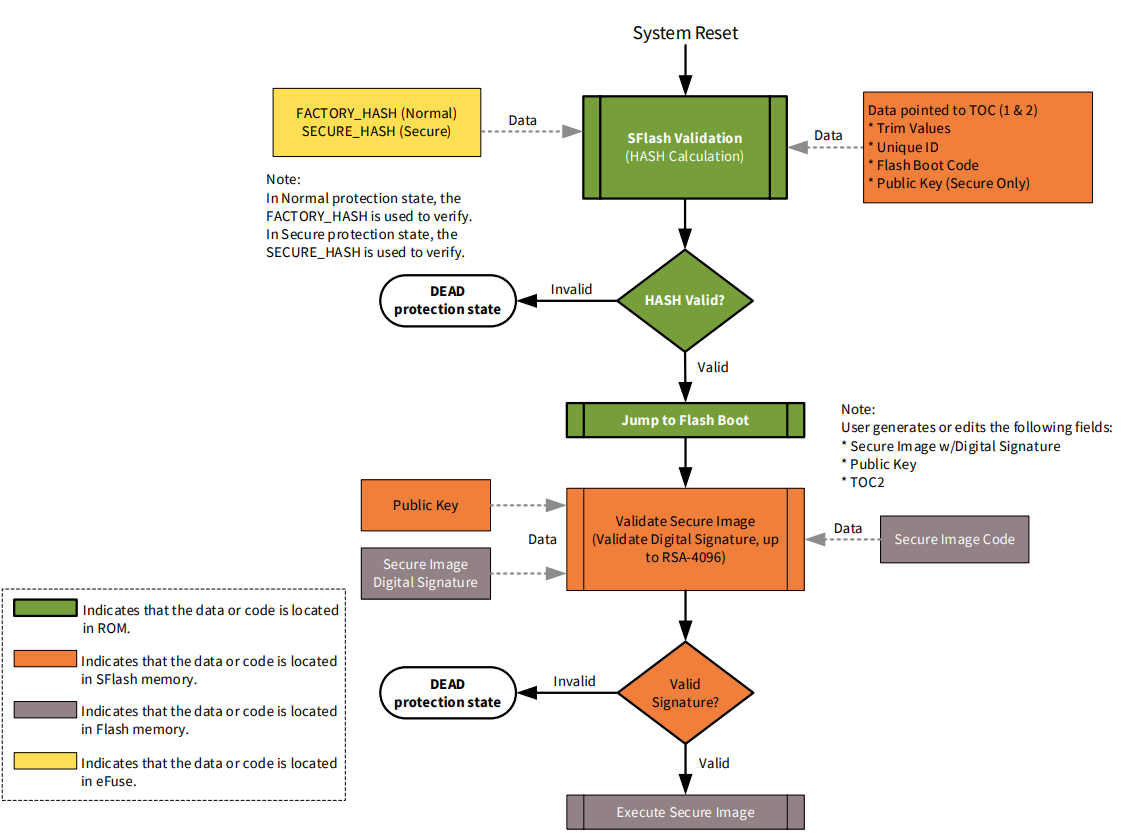 System Reset
FACTORY_HASH (Normal)
SECURE_HASH (Secure)
Data
SFlash Validation
(HASH Calculation)
Data
Data pointed to TOC (1 & 2)
* Trim Values
* Unique ID
* Flash Boot Code
* Public Key (Secure Only)
Note:
In Normal protection state, the
FACTORY_HASH is used to verify.
In Secure protection state, the
SECURE_HASH is used to verify.
DEAD
protection state
Invalid
HASH Valid?
Valid
Jump to Flash Boot
Note:
User generates or edits the following fields:
* Secure Image w/Digital Signature
* Public Key
* TOC2
Public Key
Data
Secure Image
Digital Signature
Validate Secure Image
(Validate Digital Signature, up
to RSA-4096)
Data
Secure Image Code
Indicates that the data or code is located
in ROM.
Indicates that the data or code is located
in SFlash memory.
Indicates that the data or code is located
in Flash memory.
Indicates that the data or code is located
in eFuse.
DEAD
protection state
Invalid
Valid
Signature?
Valid
Execute Secure Image